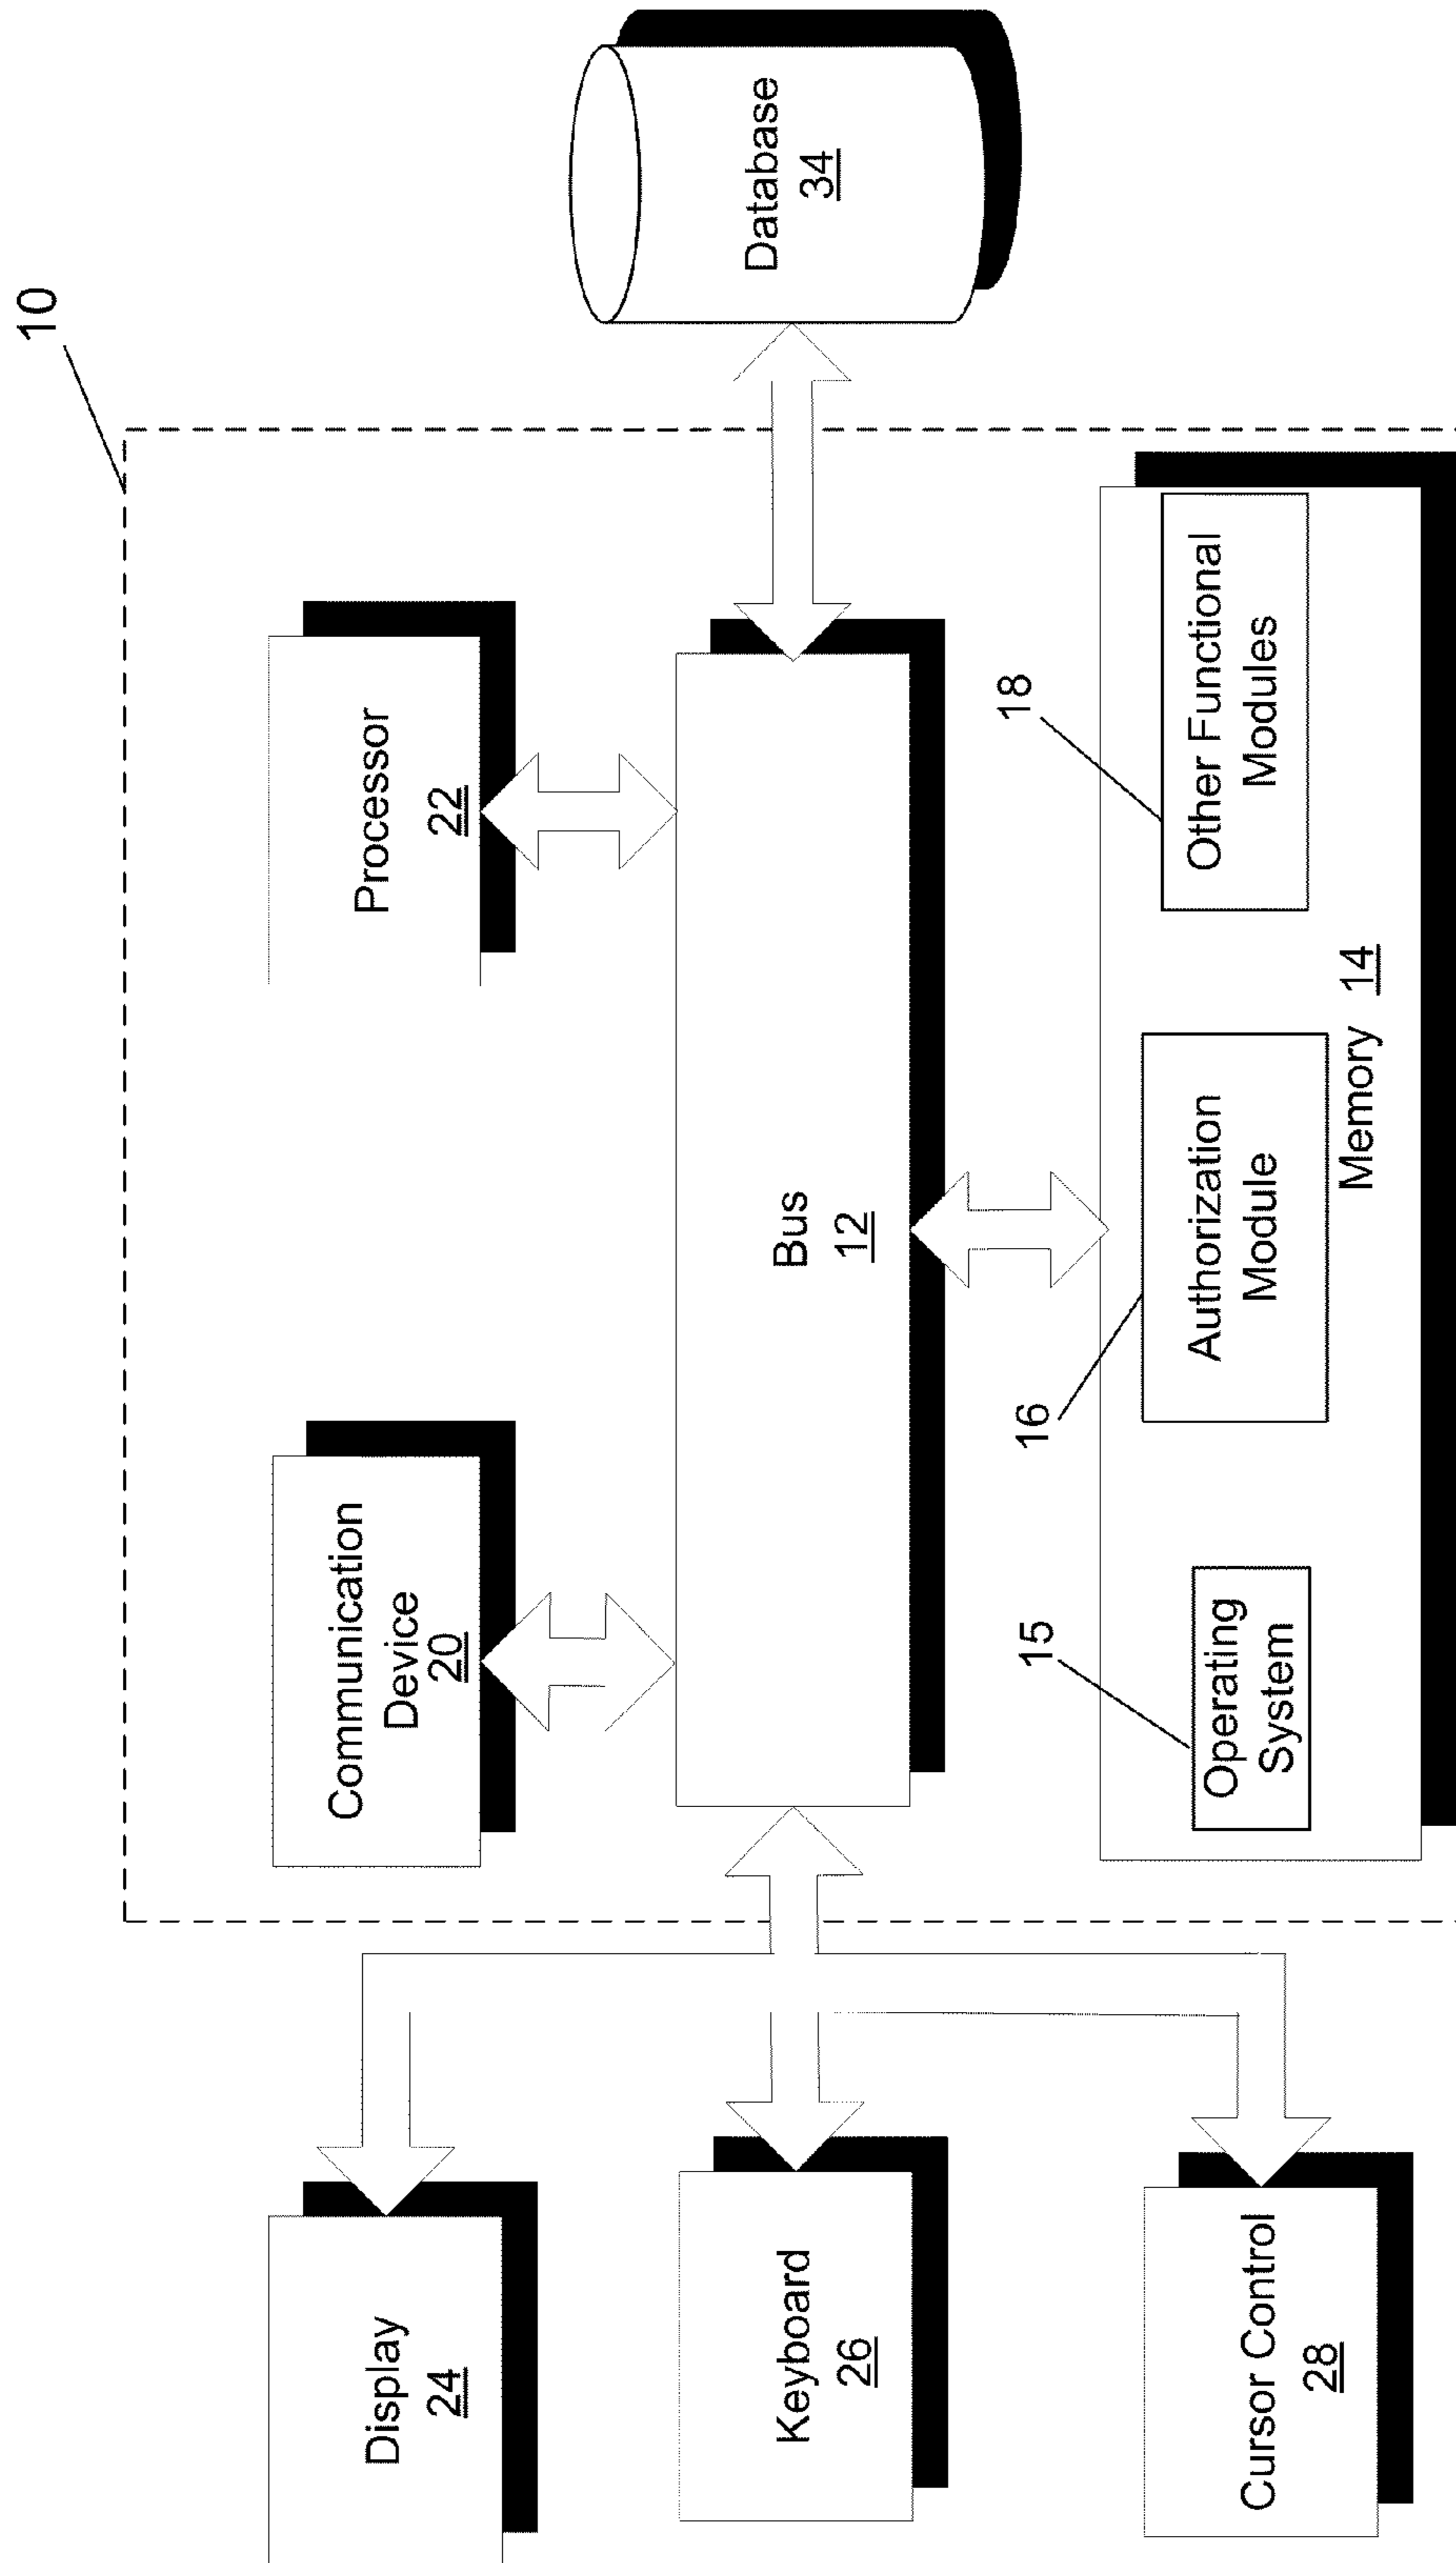 10
Communication
Device
20
Processor
22
Display
24
Bus
12
Database
34
Keyboard
26
15
16
18
Operating
System
Authorization
Module
Other Functional
Modules
Memory 14
Cursor Control
28